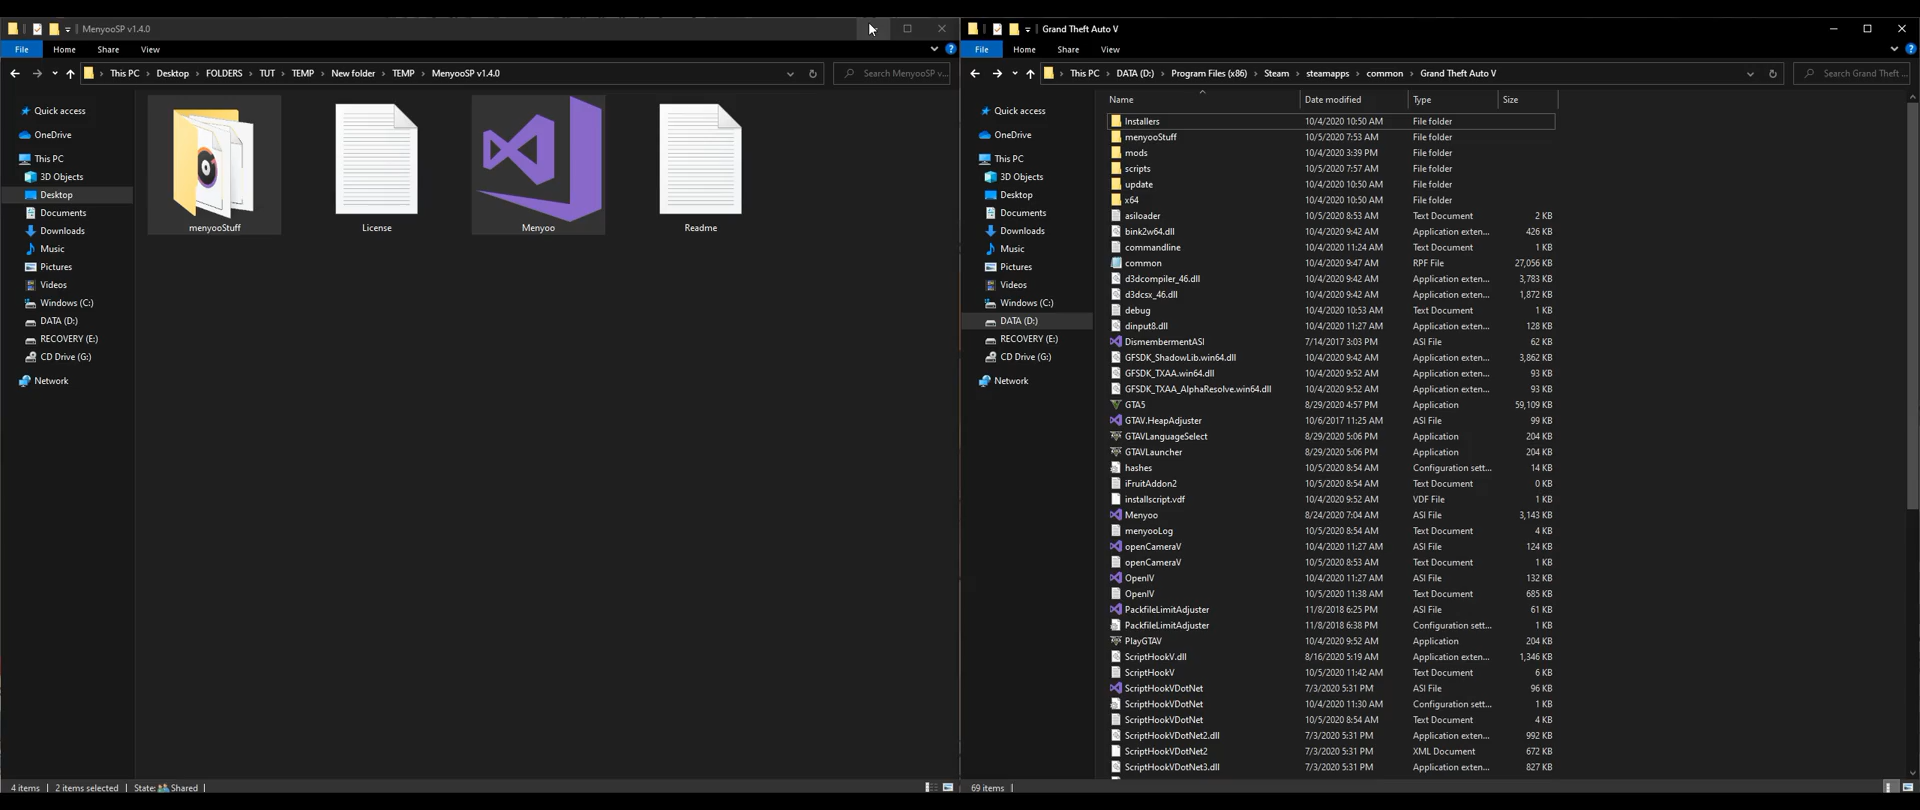 MenyooSP v1.4.0
File Home Share View
This PC Desktop FOLDERS TUT TEMP New folder TEMP MenyooSP v1.4.0
Search MenyooSP v...
Quick access
OneDrive
This PC
3D Objects
Desktop
Documents
Downloads
Music
Pictures
Videos
Windows (C:)
DATA (D:)
RECOVERY (E:)
CD Drive (G:)
Network
menyooStuff License Menyoo Readme
4 items 2 items selected State: Shared
Grand Theft Auto V
File Home Share View
This PC DATA (D:) Program Files (x86) Steam steamapps common Grand Theft Auto V
Search Grand Theft ...
Quick access
OneDrive
This PC
3D Objects
Desktop
Documents
Downloads
Music
Pictures
Videos
Windows (C:)
DATA (D:)
RECOVERY (E:)
CD Drive (G:)
Network
Name Date modified Type Size
Installers 10/4/2020 10:50 AM File folder
menyooStuff 10/5/2020 7:53 AM File folder
mods 10/4/2020 3:39 PM File folder
scripts 10/5/2020 7:57 AM File folder
update 10/4/2020 10:50 AM File folder
x64 10/4/2020 10:50 AM File folder
asiloader 10/5/2020 8:53 AM Text Document 2 KB
bink2w64.dll 10/4/2020 9:42 AM Application exten... 426 KB
commandline 10/4/2020 11:24 AM Text Document 1 KB
common 10/4/2020 9:47 AM RPF File 27,056 KB
d3dcompiler_46.dll 10/4/2020 9:42 AM Application exten... 3,783 KB
d3dcsx_46.dll 10/4/2020 9:42 AM Application exten... 1,872 KB
debug 10/4/2020 10:53 AM Text Document 1 KB
dinput8.dll 10/4/2020 11:27 AM Application exten... 128 KB
DismembermentASI 7/14/2017 3:03 PM ASI File 62 KB
GFSDK_ShadowLib.win64.dll 10/4/2020 9:42 AM Application exten... 3,862 KB
GFSDK_TXAA.win64.dll 10/4/2020 9:52 AM Application exten... 93 KB
GFSDK_TXAA_AlphaResolve.win64.dll 10/4/2020 9:52 AM Application exten... 93 KB
GTA5 8/29/2020 4:57 PM Application 59,109 KB
GTAV.HeapAdjuster 10/6/2017 11:25 AM ASI File 99 KB
GTAVLanguageSelect 8/29/2020 5:06 PM Application 204 KB
GTAVLauncher 8/29/2020 5:06 PM Application 204 KB
hashes 10/5/2020 8:54 AM Configuration sett... 14 KB
iFruitAddon2 10/5/2020 8:54 AM Text Document 0 KB
installscript.vdf 10/4/2020 9:52 AM VDF File 1 KB
Menyoo 8/24/2020 7:04 AM ASI File 3,143 KB
menyooLog 10/5/2020 8:54 AM Text Document 4 KB
openCameraV 10/4/2020 11:27 AM ASI File 124 KB
openCameraV 10/5/2020 8:53 AM Text Document 1 KB
OpenIV 10/4/2020 11:27 AM ASI File 132 KB
OpenIV 10/5/2020 11:38 AM Text Document 685 KB
PackfileLimitAdjuster 11/8/2018 6:25 PM ASI File 61 KB
PackfileLimitAdjuster 11/8/2018 6:38 PM Configuration sett... 1 KB
PlayGTAV 10/4/2020 9:52 AM Application 204 KB
ScriptHookV.dll 8/16/2020 5:19 AM Application exten... 1,346 KB
ScriptHookV 10/5/2020 11:42 AM Text Document 6 KB
ScriptHookVDotNet 7/3/2020 5:31 PM ASI File 96 KB
ScriptHookVDotNet 10/4/2020 11:30 AM Configuration sett... 1 KB
ScriptHookVDotNet 10/5/2020 8:54 AM Text Document 4 KB
ScriptHookVDotNet2.dll 7/3/2020 5:31 PM Application exten... 992 KB
ScriptHookVDotNet2 7/3/2020 5:31 PM XML Document 672 KB
ScriptHookVDotNet3.dll 7/3/2020 5:31 PM Application exten... 827 KB
69 items